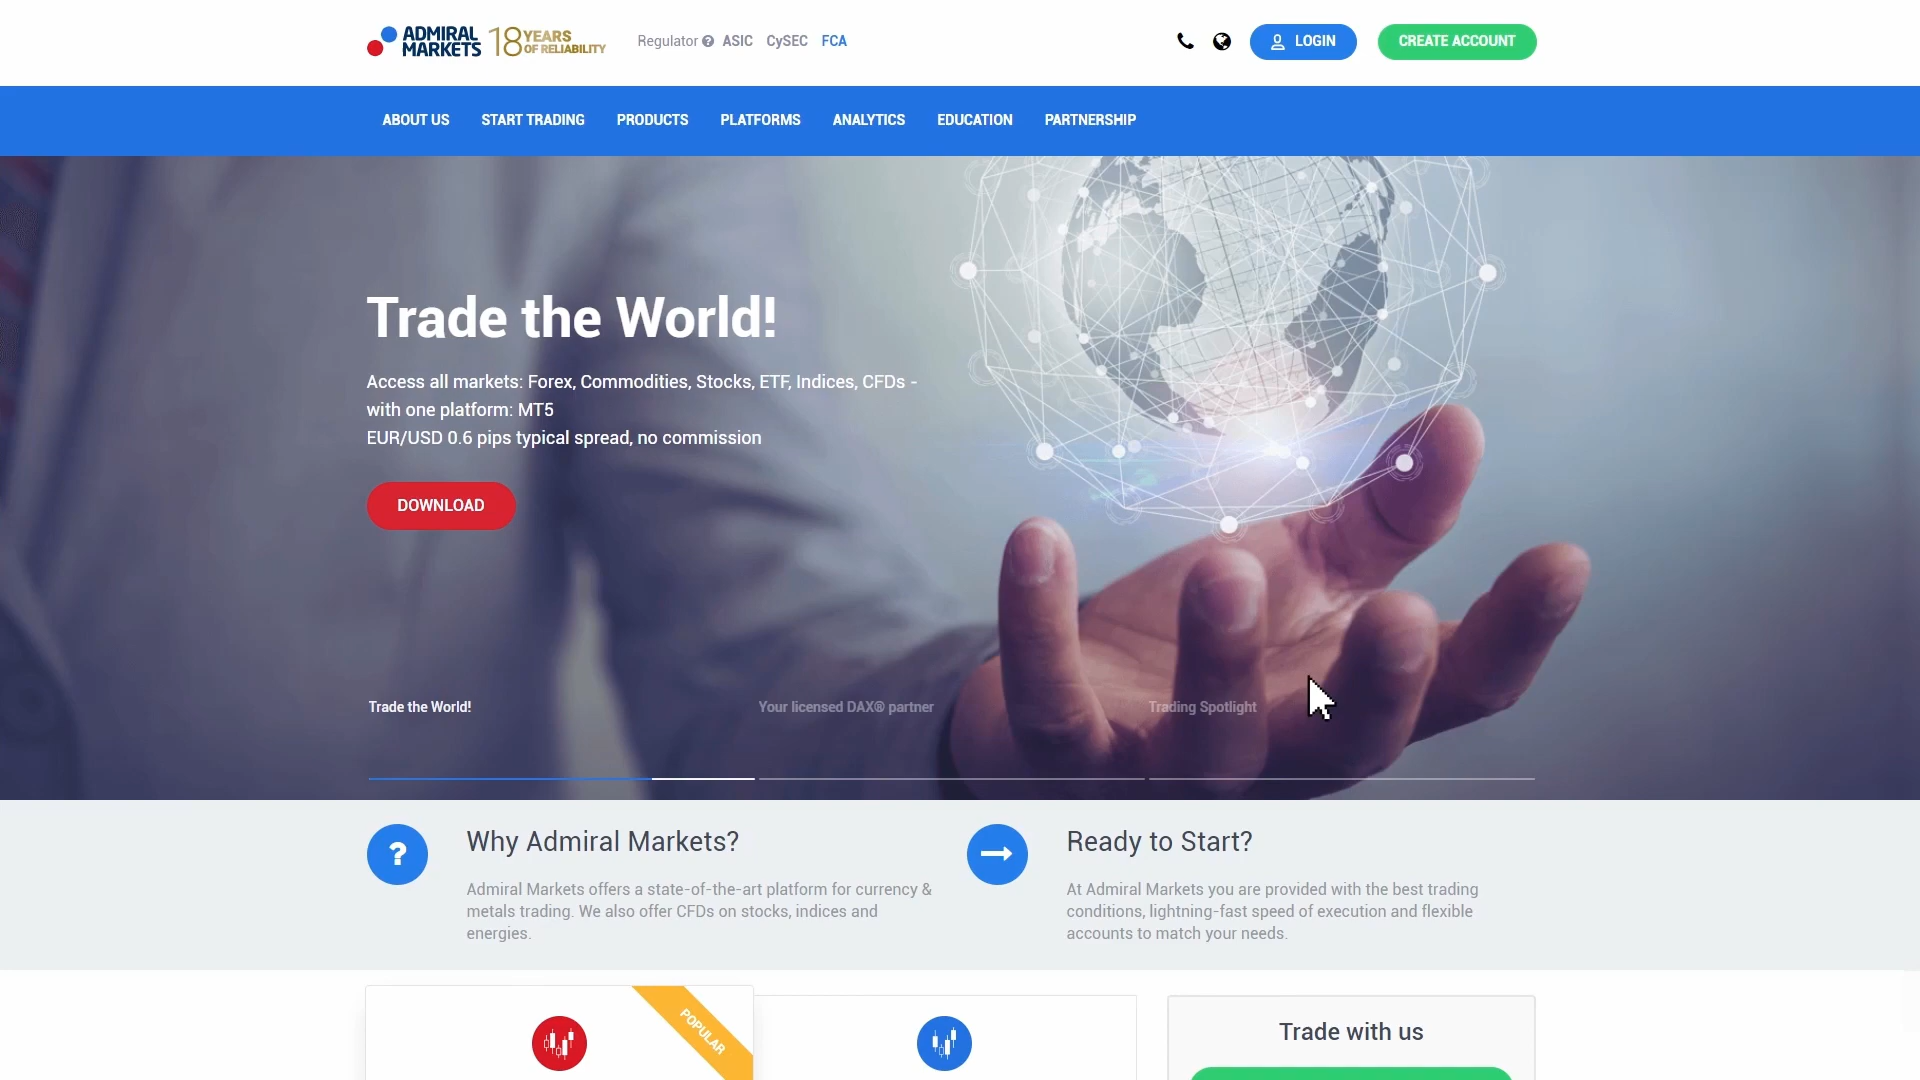 ADMIRAL
MARKETS
18 YEARS
OF RELIABILITY
Regulator ? ASIC CySEC FCA
LOGIN
CREATE ACCOUNT
ABOUT US START TRADING PRODUCTS PLATFORMS ANALYTICS EDUCATION PARTNERSHIP
Trade the World!
Access all markets: Forex, Commodities, Stocks, ETF, Indices, CFDs -
with one platform: MT5
EUR/USD 0.6 pips typical spread, no commission
DOWNLOAD
Trade the World!
Your licensed DAX® partner
Trading Spotlight
?
Why Admiral Markets?
Admiral Markets offers a state-of-the-art platform for currency &
metals trading. We also offer CFDs on stocks, indices and
energies.
Ready to Start?
At Admiral Markets you are provided with the best trading
conditions, lightning-fast speed of execution and flexible
accounts to match your needs.
POPULAR
Trade with us